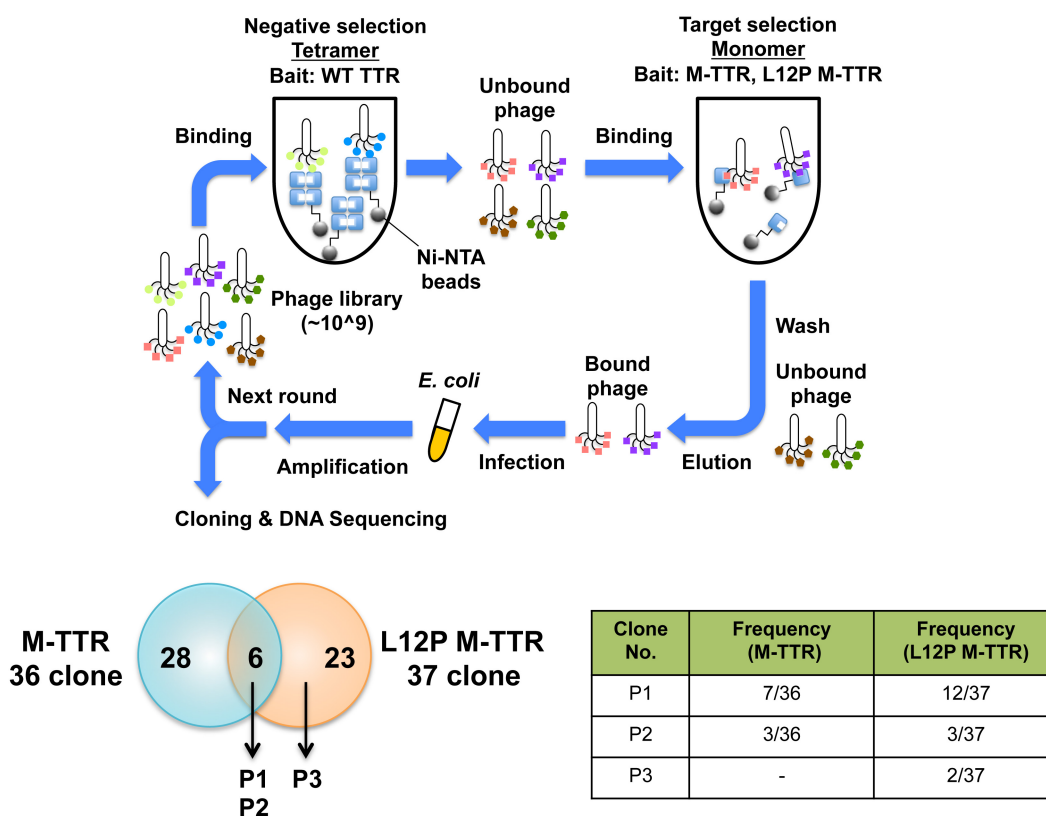 Negative selection
Tetramer
Bait: WT TTR
Target selection
Monomer
Bait: M-TTR, L12P M-TTR
Binding
Unbound
phage
Binding
Ni-NTA
beads
Phage library
(~10^9)
Wash
Unbound
phage
Bound
phage
E. coli
Next round
Amplification
Infection
Elution
Cloning & DNA Sequencing
M-TTR
36 clone
28
6
23
L12P M-TTR
37 clone
P1
P2
P3
Clone No. Frequency (M-TTR) Frequency (L12P M-TTR)
P1 7/36 12/37
P2 3/36 3/37
P3 - 2/37